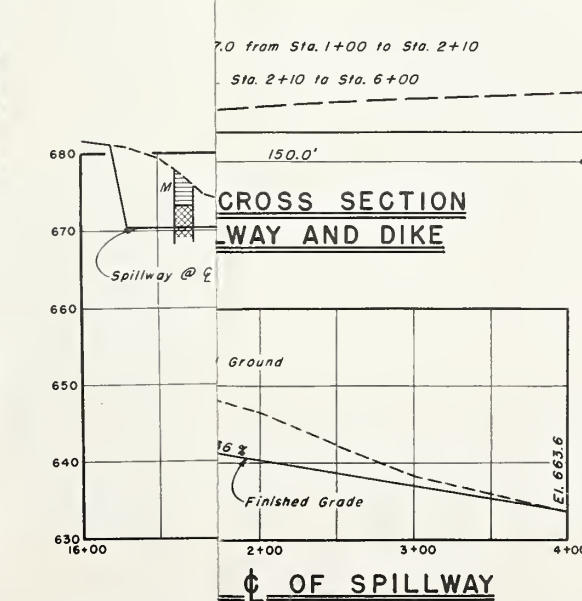 7.0 from Sta. 1+00 to Sta. 2+10
Sta. 2+10 to Sta. 6+00
680
150.0'
M
CROSS SECTION
670
WAY AND DIKE
Spillway @ ℄
660
Ground
650
36 %
640
El. 663.6
Finished Grade
630
16+00
2+00
3+00
4+00
℄ OF SPILLWAY